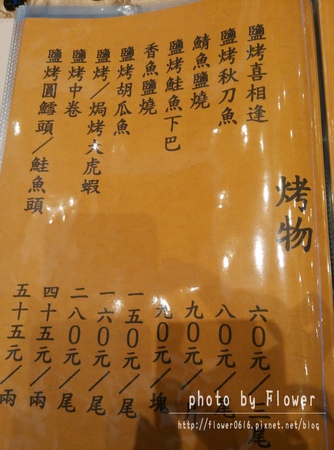 烤物
鹽烤喜相逢 六〇元／三尾
鹽烤秋刀魚 八〇元／尾
鯖魚鹽燒 九〇元／
鹽烤鮭魚下巴 九〇元／塊
香魚鹽燒 一五〇元／尾
鹽烤胡瓜魚 一六〇元／尾
鹽烤／焗烤大虎蝦 二八〇元／尾
鹽烤中卷 四十五元／兩
鹽烤圓鱈頭／鮭魚頭 五十五元／兩
photo by Flower
http://flower0616.pixnet.net/blog